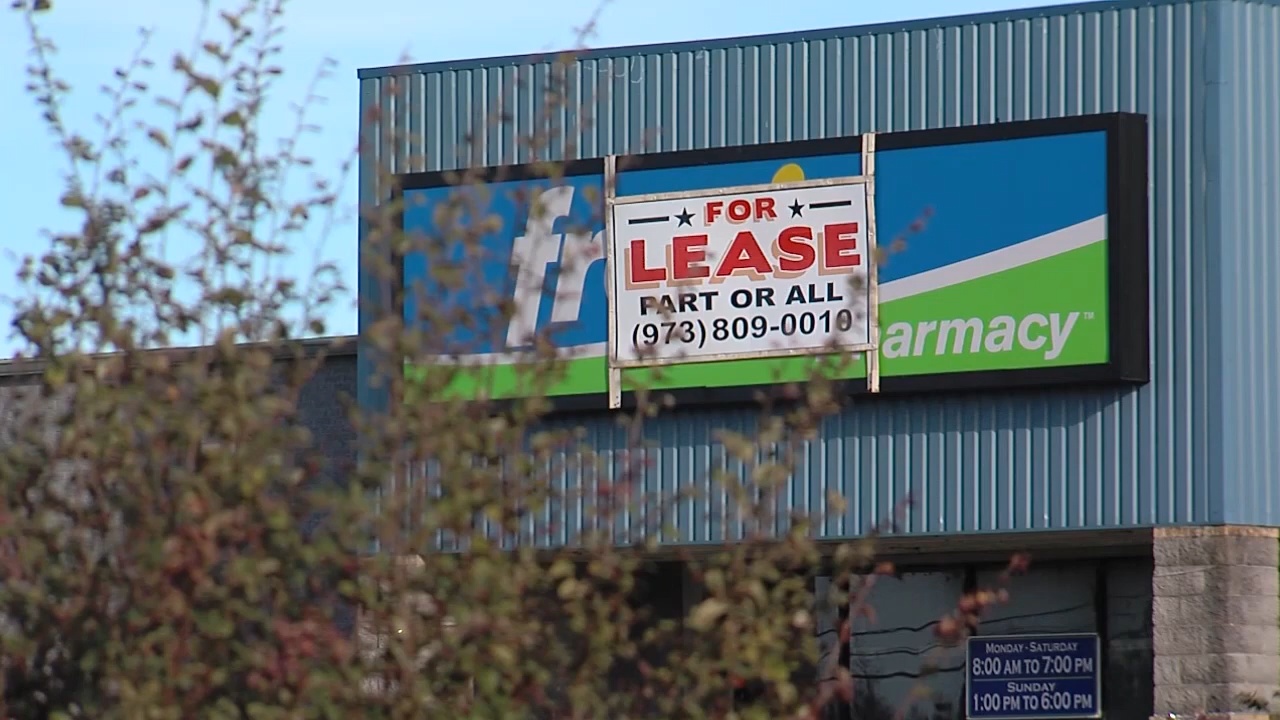 fr
FOR
LEASE
PART OR ALL
(973) 809-0010
armacy™
MONDAY - SATURDAY
8:00 AM TO 7:00 PM
SUNDAY
1:00 PM TO 6:00 PM